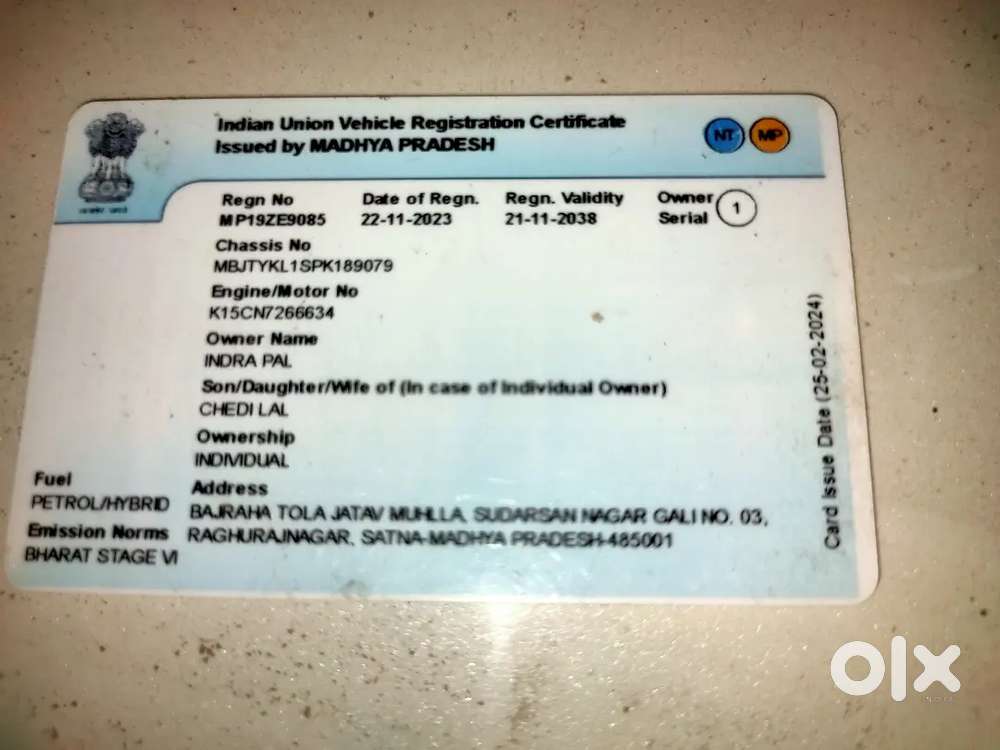 Indian Union Vehicle Registration Certificate
Issued by MADHYA PRADESH
NT MP
Regn No Date of Regn. Regn. Validity Owner Serial 1
MP19ZE9085 22-11-2023 21-11-2038
Chassis No
MBJTYKL1SPK189079
Engine/Motor No
K15CN7266634
Owner Name
INDRA PAL
Son/Daughter/Wife of (In case of Individual Owner)
CHEDI LAL
Ownership
INDIVIDUAL
Fuel
PETROL/HYBRID
Emission Norms
BHARAT STAGE VI
Address
BAJRAHA TOLA JATAV MUHLLA, SUDARSAN NAGAR GALI NO. 03,
RAGHURAJNAGAR, SATNA-MADHYA PRADESH-485001
Card Issue Date (25-02-2024)
olx